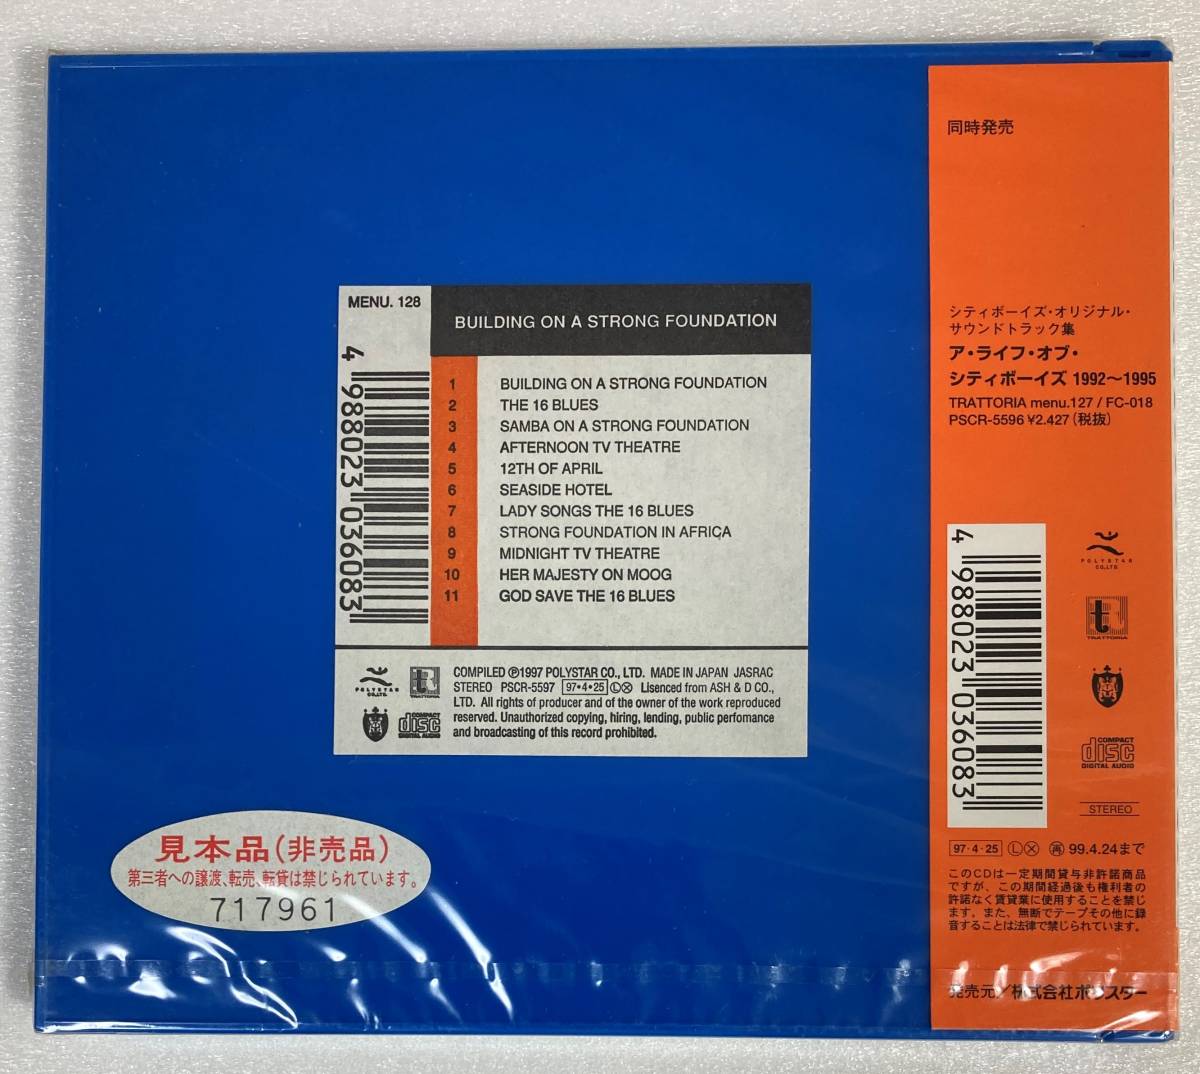 MENU. 128
BUILDING ON A STRONG FOUNDATION
1 BUILDING ON A STRONG FOUNDATION
2 THE 16 BLUES
3 SAMBA ON A STRONG FOUNDATION
4 AFTERNOON TV THEATRE
5 12TH OF APRIL
6 SEASIDE HOTEL
7 LADY SONGS THE 16 BLUES
8 STRONG FOUNDATION IN AFRICA
9 MIDNIGHT TV THEATRE
10 HER MAJESTY ON MOOG
11 GOD SAVE THE 16 BLUES
4 988023 036083
POLYSTAR
CO.,LTD.
TRATTORIA
COMPACT
disc
DIGITAL AUDIO
COMPILED ℗1997 POLYSTAR CO., LTD. MADE IN JAPAN JASRAC
STEREO PSCR-5597 97・4・25 Ⓛ Ⓧ Lisenced from ASH & D CO.,
LTD. All rights of producer and of the owner of the work reproduced
reserved. Unauthorized copying, hiring, lending, public perfomance
and broadcasting of this record prohibited.
見本品(非売品)
第三者への譲渡、転売、転貸は禁じられています。
717961
同時発売
シティボーイズ・オリジナル・
サウンドトラック集
ア・ライフ・オブ・
シティボーイズ 1992〜1995
TRATTORIA menu.127 / FC-018
PSCR-5596 ¥2.427(税抜)
4 988023 036083
POLYSTAR
CO.,LTD.
t
TRATTORIA
COMPACT
disc
DIGITAL AUDIO
STEREO
97・4・25 Ⓛ Ⓧ ㊢ 99.4.24まで
このCDは一定期間貸与非許諾商品
ですが、この期間経過後も権利者の
許諾なく賃貸業に使用することを禁じ
ます。また、無断でテープその他に録
音することは法律で禁じられています。
発売元/株式会社ポリスター